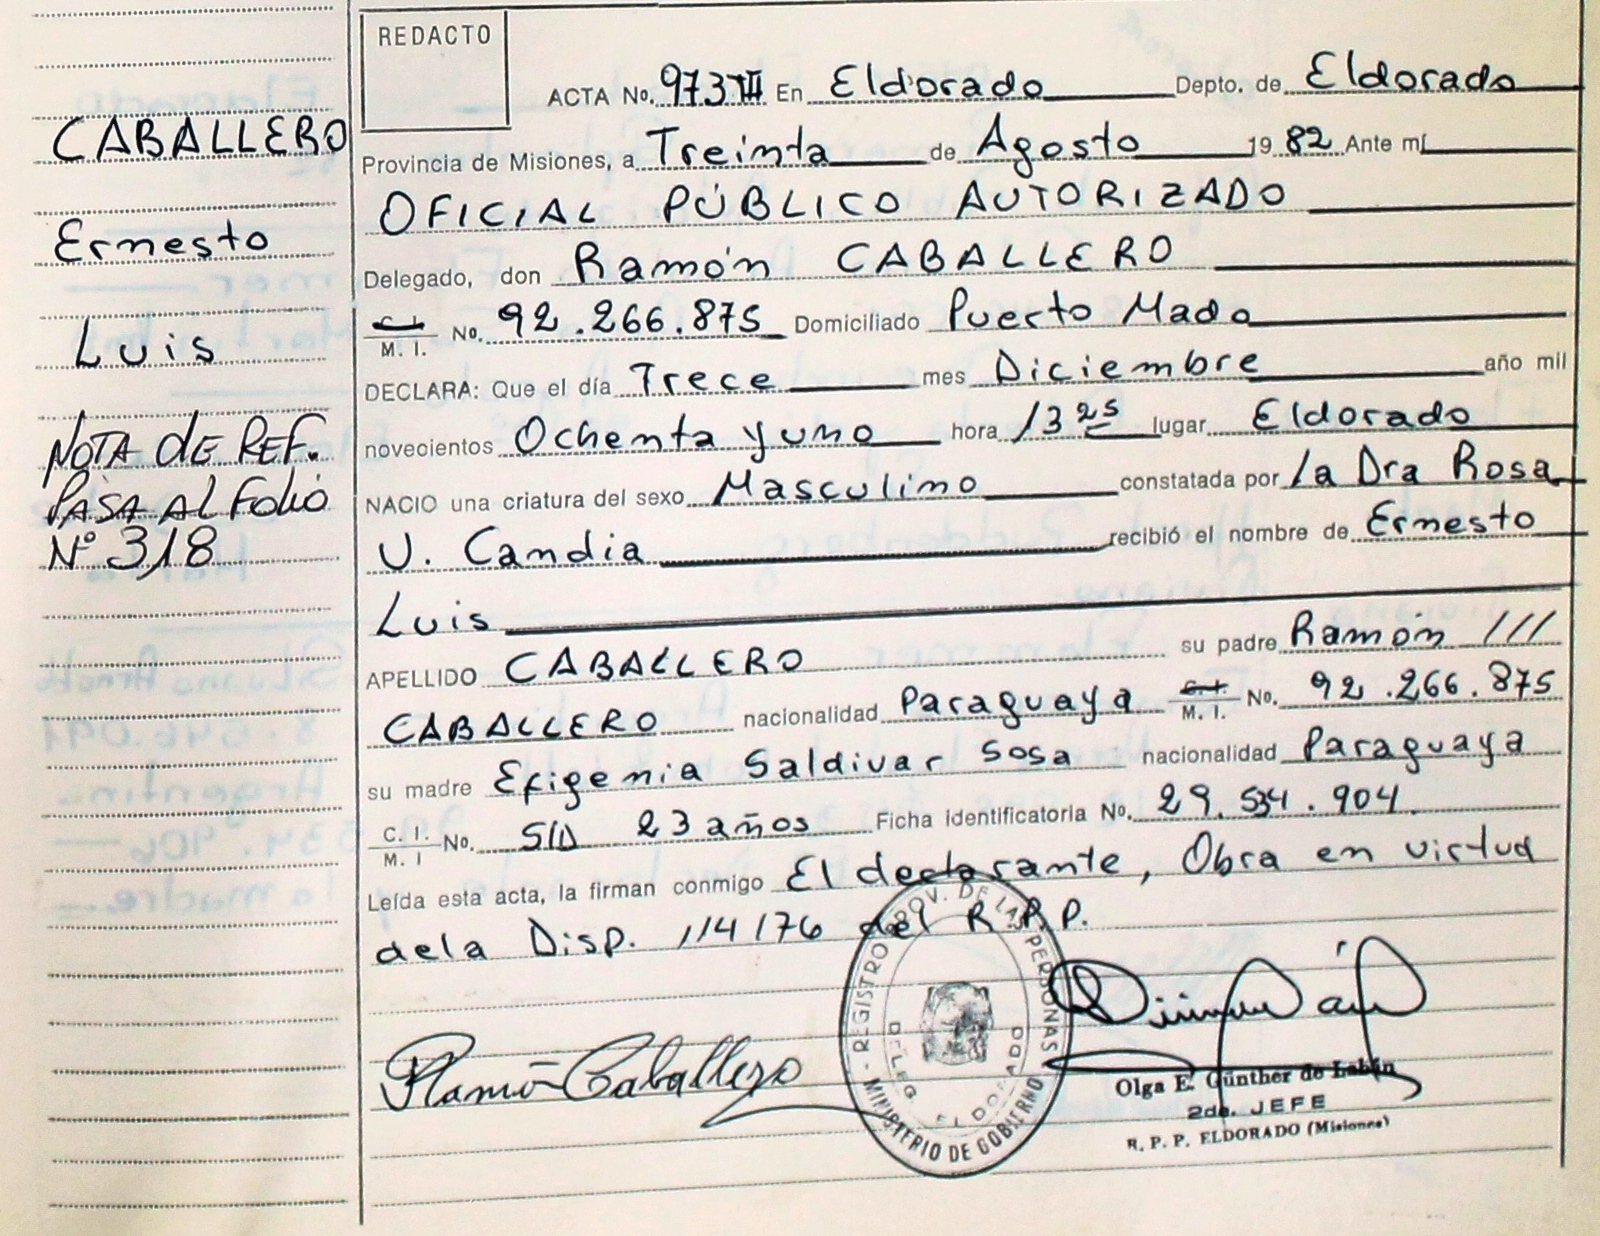 REDACTO
ACTA No. 973 VII En Eldorado Depto. de Eldorado
Provincia de Misiones, a Treinta de Agosto 1982 Ante mí
OFICIAL PÚBLICO AUTORIZADO
Delegado, don Ramón CABALLERO
C. I. M. I. No. 92.266.875 Domiciliado Puerto Mado
DECLARA: Que el día Trece mes Diciembre año mil
novecientos Ochenta y uno hora 13 25 lugar Eldorado
NACIO una criatura del sexo Masculino constatada por la Dra Rosa
U. Candia recibió el nombre de Ernesto
Luis
APELLIDO CABALLERO su padre Ramón ///
CABALLERO nacionalidad Paraguaya C. I. M. I. No. 92.266.875
su madre Efigenia Saldivar Sosa nacionalidad Paraguaya
C. I. M. I No. S/D 23 años Ficha identificatoria No. 29.534.904.
Leída esta acta, la firman conmigo El declarante, Obra en virtud
dela Disp. 114/76 del R.P.P.
Ramón Caballero
REGISTRO PROV. DE LAS PERSONAS
DELEG. ELDORADO
MINISTERIO DE GOBIERNO
Olga E. Günther de
2da. JEFE
R. P. P. ELDORADO (Misiones)
CABALLERO
Ernesto
Luis
NOTA dE REF.
PASA AL FOLIO
Nº 318